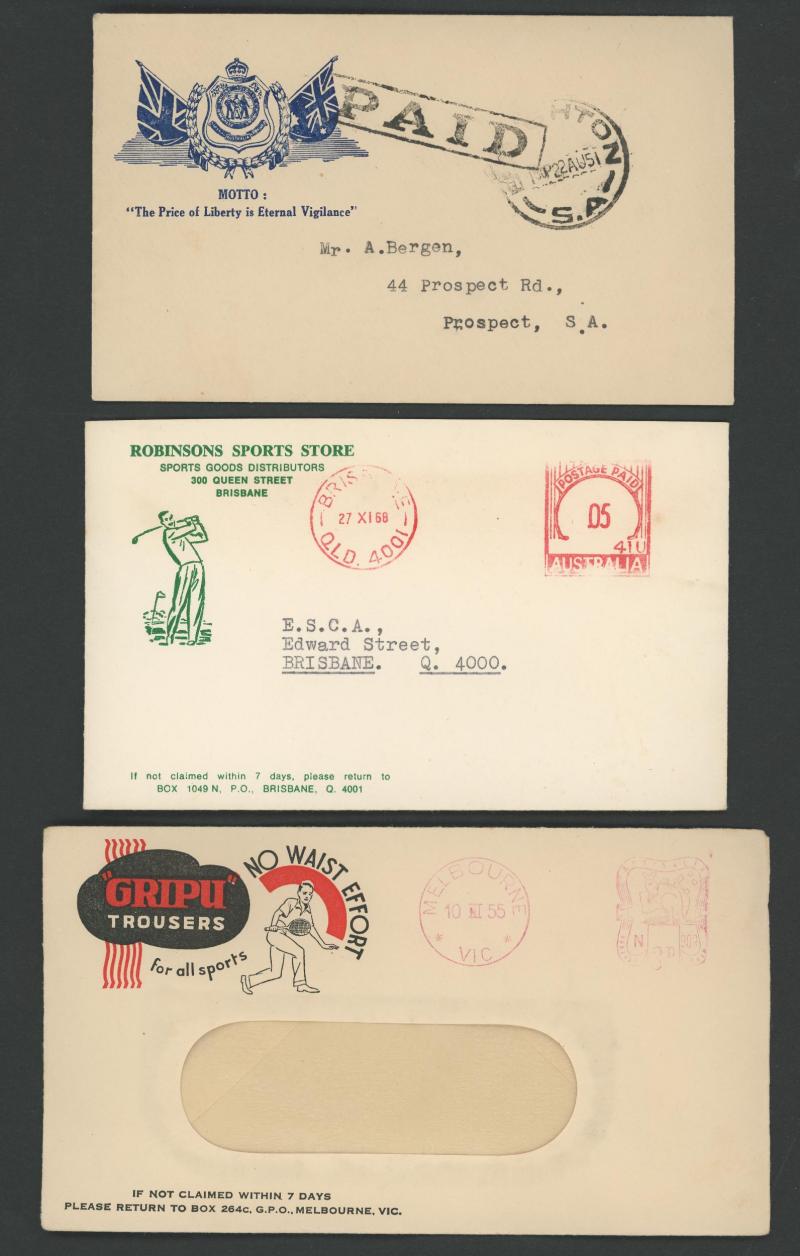 PAID
HTON
22AU51
S.A
MOTTO :
"The Price of Liberty is Eternal Vigilance"
Mr. A.Bergen,
44 Prospect Rd.,
Prospect, S.A.
ROBINSONS SPORTS STORE
SPORTS GOODS DISTRIBUTORS
300 QUEEN STREET
BRISBANE
27 XI 68
QLD. 4001
POSTAGE PAID
05
41U
AUSTRALIA
E.S.C.A.,
Edward Street,
BRISBANE. Q. 4000.
If not claimed within 7 days, please return to
BOX 1049 N, P.O., BRISBANE, Q. 4001
"GRIPU"
TROUSERS
for all sports
NO WAIST EFFORT
MELBOURNE
10 XI 55
* VIC *
N
IF NOT CLAIMED WITHIN 7 DAYS
PLEASE RETURN TO BOX 264C, G.P.O., MELBOURNE, VIC.